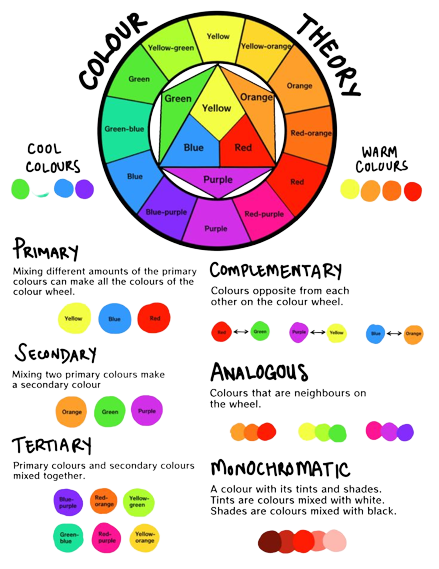 COLOUR THEORY
Yellow
Yellow-orange
Orange
Red-orange
Red
Red-purple
Purple
Blue-purple
Blue
Green-blue
Green
Yellow-green
Green
Yellow
Orange
Blue
Red
Purple
COOL
COLOURS
WARM
COLOURS
PRIMARY
Mixing different amounts of the primary
colours can make all the colours of the
colour wheel.
Yellow
Blue
Red
SECONDARY
Mixing two primary colours make
a secondary colour
Orange
Green
Purple
TERTIARY
Primary colours and secondary colours
mixed together.
Blue-
purple
Red-
orange
Yellow-
green
Green-
blue
Red-
purple
Yellow-
orange
COMPLEMENTARY
Colours opposite from each
other on the colour wheel.
Red
Green
Purple
Yellow
Blue
Orange
ANALOGOUS
Colours that are neighbours on
the wheel.
MONOCHROMATIC
A colour with its tints and shades.
Tints are colours mixed with white.
Shades are colours mixed with black.